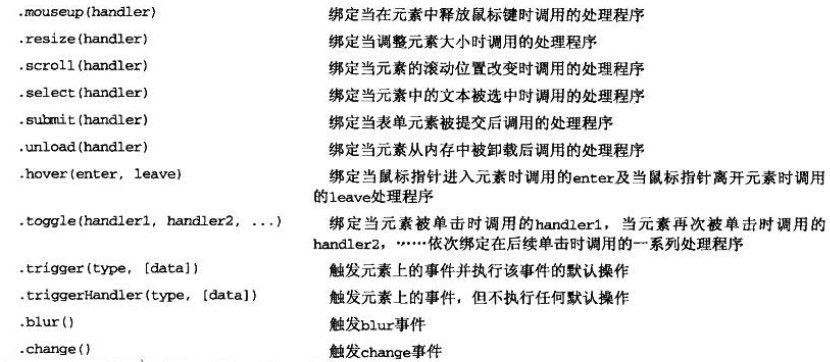 .mouseup(handler) 绑定当在元素中释放鼠标键时调用的处理程序
.resize(handler) 绑定当调整元素大小时调用的处理程序
.scroll(handler) 绑定当元素的滚动位置改变时调用的处理程序
.select(handler) 绑定当元素中的文本被选中时调用的处理程序
.submit(handler) 绑定当表单元素被提交后调用的处理程序
.unload(handler) 绑定当元素从内存中被卸载后调用的处理程序
.hover(enter, leave) 绑定当鼠标指针进入元素时调用的enter及当鼠标指针离开元素时调用
的leave处理程序
.toggle(handler1, handler2, ...) 绑定当元素被单击时调用的handler1，当元素再次被单击时调用的
handler2，……依次绑定在后续单击时调用的一系列处理程序
.trigger(type, [data]) 触发元素上的事件并执行该事件的默认操作
.triggerHandler(type, [data]) 触发元素上的事件，但不执行任何默认操作
.blur() 触发blur事件
.change() 触发change事件